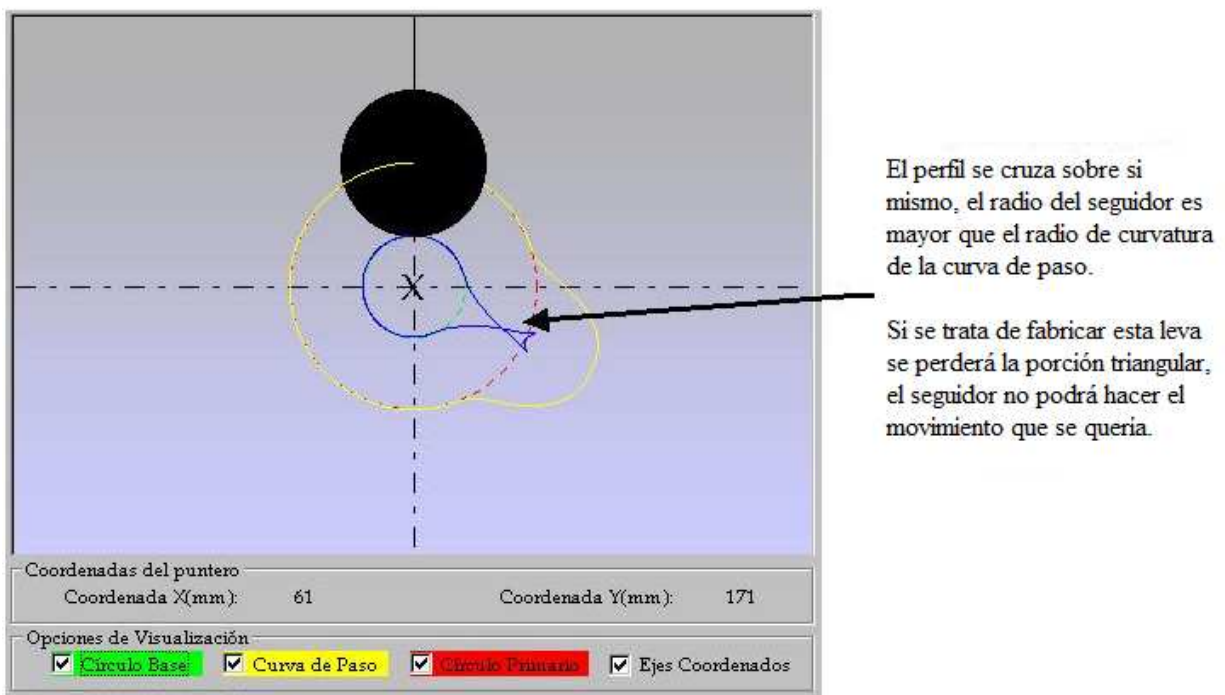 El perfil se cruza sobre si
mismo, el radio del seguidor es
mayor que el radio de curvatura
de la curva de paso.
Si se trata de fabricar esta leva
se perderá la porción triangular,
el seguidor no podrá hacer el
movimiento que se queria.
X
Coordenadas del puntero
Coordenada X(mm): 61 Coordenada Y(mm): 171
Opciones de Visualización
Círculo Base Curva de Paso Círculo Primario Ejes Coordenados